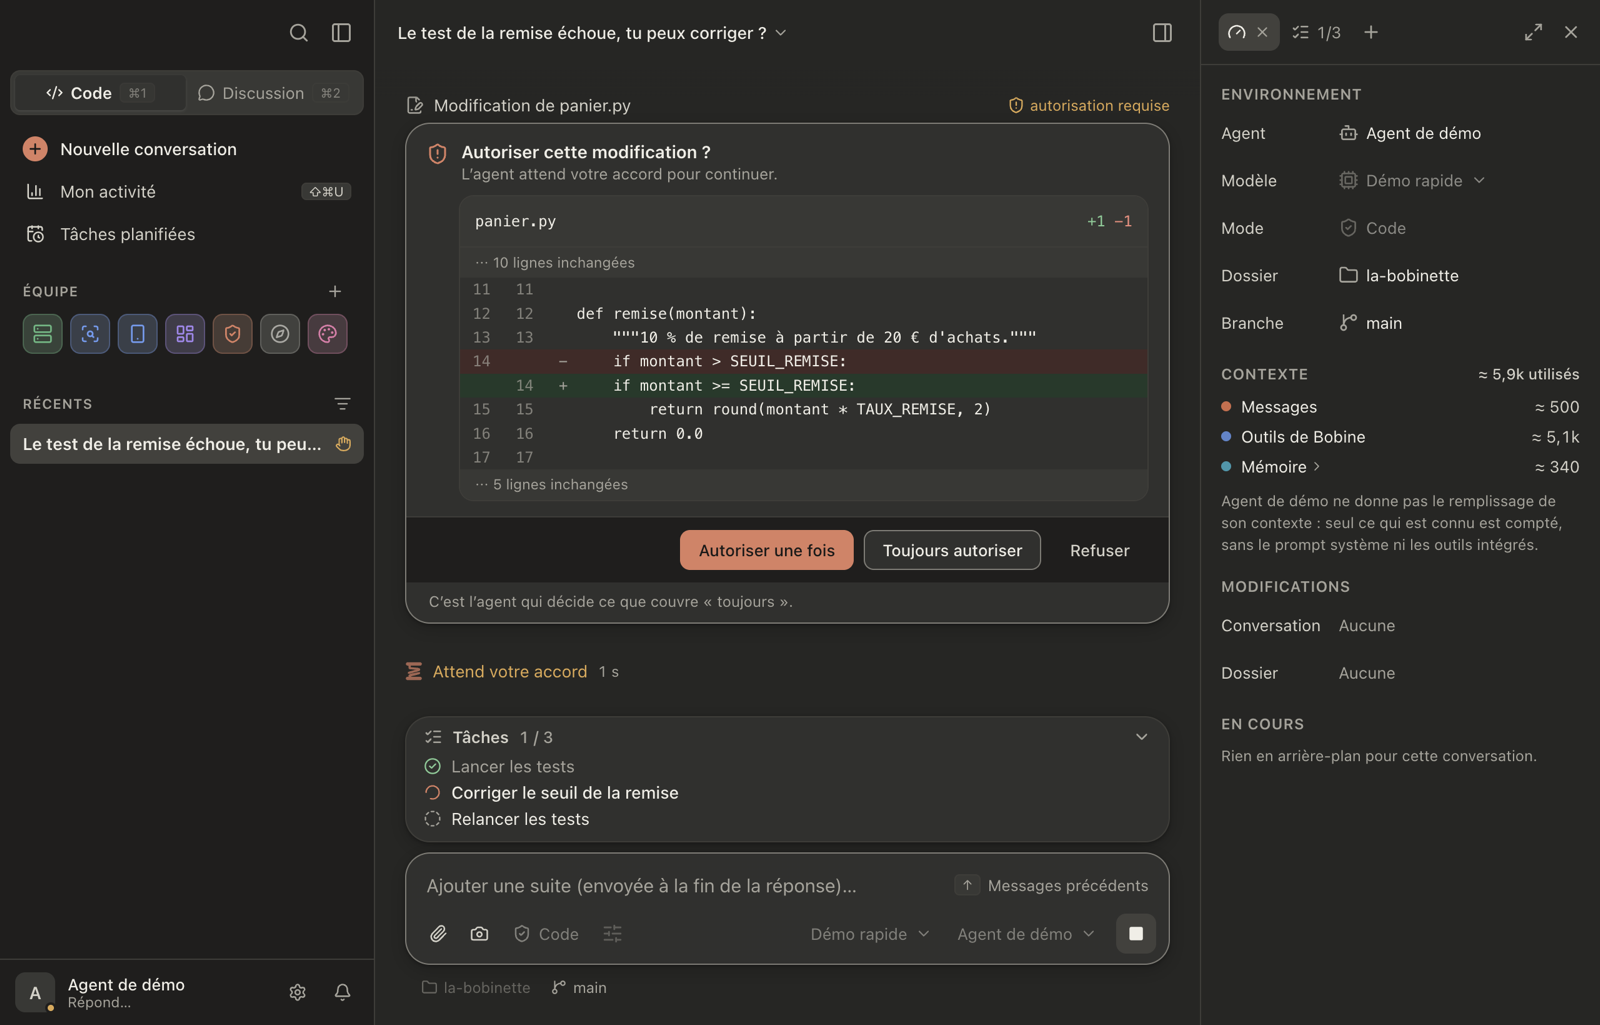 Code ⌘1
Discussion ⌘2
Nouvelle conversation
Mon activité ⇧⌘U
Tâches planifiées
ÉQUIPE
RÉCENTS
Le test de la remise échoue, tu peu...
A
Agent de démo
Répond...
Le test de la remise échoue, tu peux corriger ?
Modification de panier.py
autorisation requise
Autoriser cette modification ?
L’agent attend votre accord pour continuer.
panier.py +1 −1
··· 10 lignes inchangées
11 11
12 12 def remise(montant):
13 13 """10 % de remise à partir de 20 € d'achats."""
14 − if montant > SEUIL_REMISE:
14 + if montant >= SEUIL_REMISE:
15 15 return round(montant * TAUX_REMISE, 2)
16 16 return 0.0
17 17
··· 5 lignes inchangées
Autoriser une fois
Toujours autoriser
Refuser
C’est l’agent qui décide ce que couvre « toujours ».
Attend votre accord 1 s
Tâches 1 / 3
Lancer les tests
Corriger le seuil de la remise
Relancer les tests
Ajouter une suite (envoyée à la fin de la réponse)...
↑ Messages précédents
Code
Démo rapide
Agent de démo
la-bobinette
main
1/3
ENVIRONNEMENT
Agent Agent de démo
Modèle Démo rapide
Mode Code
Dossier la-bobinette
Branche main
CONTEXTE ≈ 5,9k utilisés
Messages ≈ 500
Outils de Bobine ≈ 5,1k
Mémoire ≈ 340
Agent de démo ne donne pas le remplissage de
son contexte : seul ce qui est connu est compté,
sans le prompt système ni les outils intégrés.
MODIFICATIONS
Conversation Aucune
Dossier Aucune
EN COURS
Rien en arrière-plan pour cette conversation.